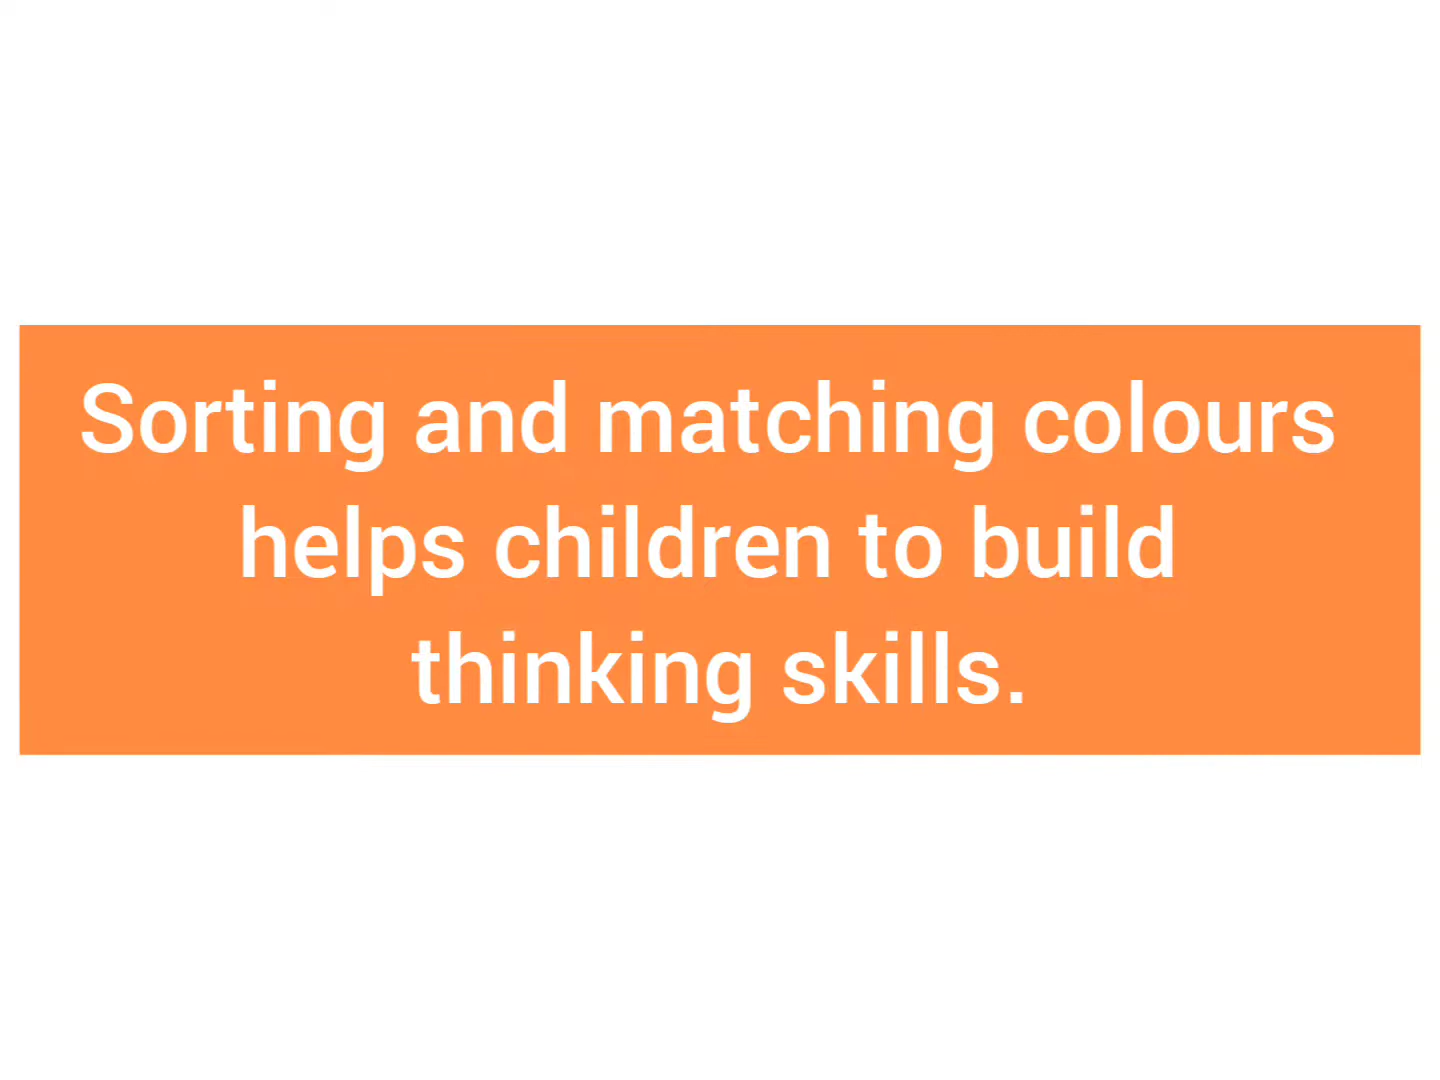 Sorting and matching colours
helps children to build
thinking skills.